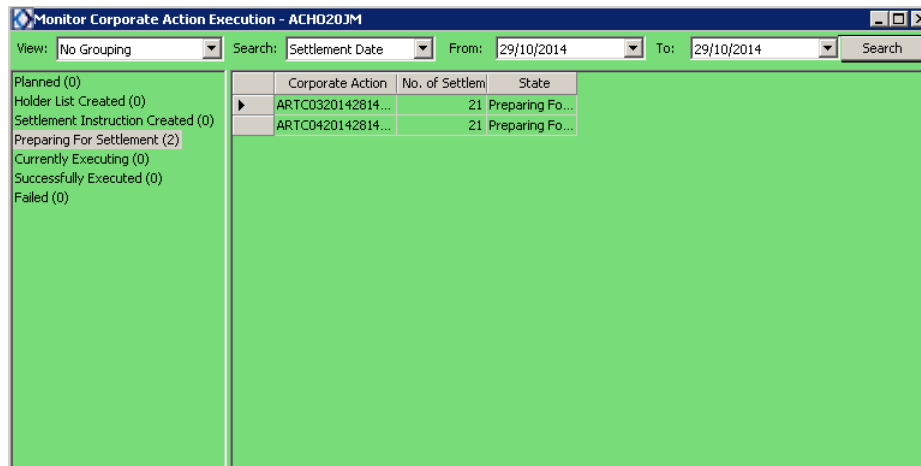 Monitor Corporate Action Execution - ACHO20JM
View: No Grouping Search: Settlement Date From: 29/10/2014 To: 29/10/2014 Search
Planned (0)
Holder List Created (0)
Settlement Instruction Created (0)
Preparing For Settlement (2)
Currently Executing (0)
Successfully Executed (0)
Failed (0)
Corporate Action No. of Settlem State
ARTC0320142814... 21 Preparing Fo...
ARTC0420142814... 21 Preparing Fo...